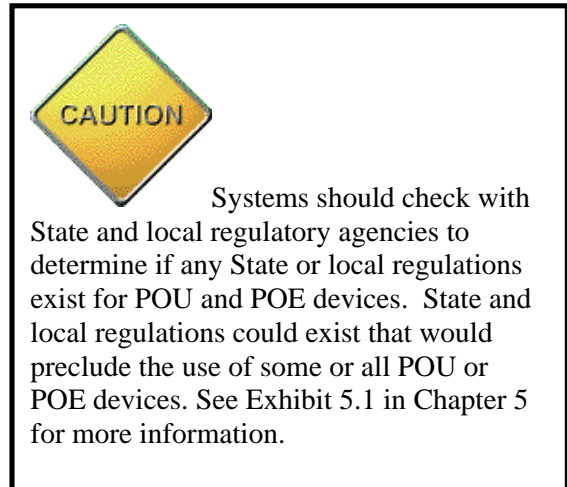 CAUTION
Systems should check with
State and local regulatory agencies to
determine if any State or local regulations
exist for POU and POE devices.  State and
local regulations could exist that would
preclude the use of some or all POU or
POE devices. See Exhibit 5.1 in Chapter 5
for more information.